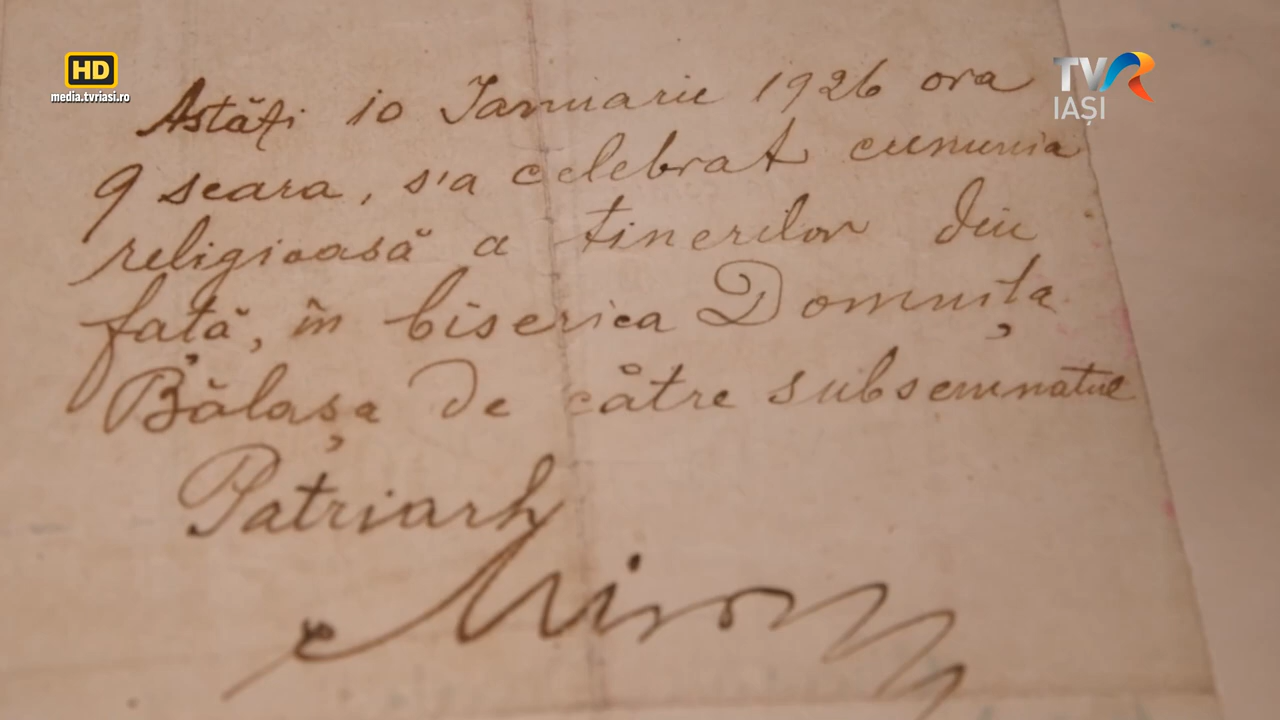 HD
media.tvriasi.ro
TVR
IAȘI
Astăți 10 Ianuarie 1926 ora
9 seara, s'a celebrat cununia
religioasă a tinerilor din
față, în biserica Domnița
Bălașa de către subsemnatul
Patriarh
Miron